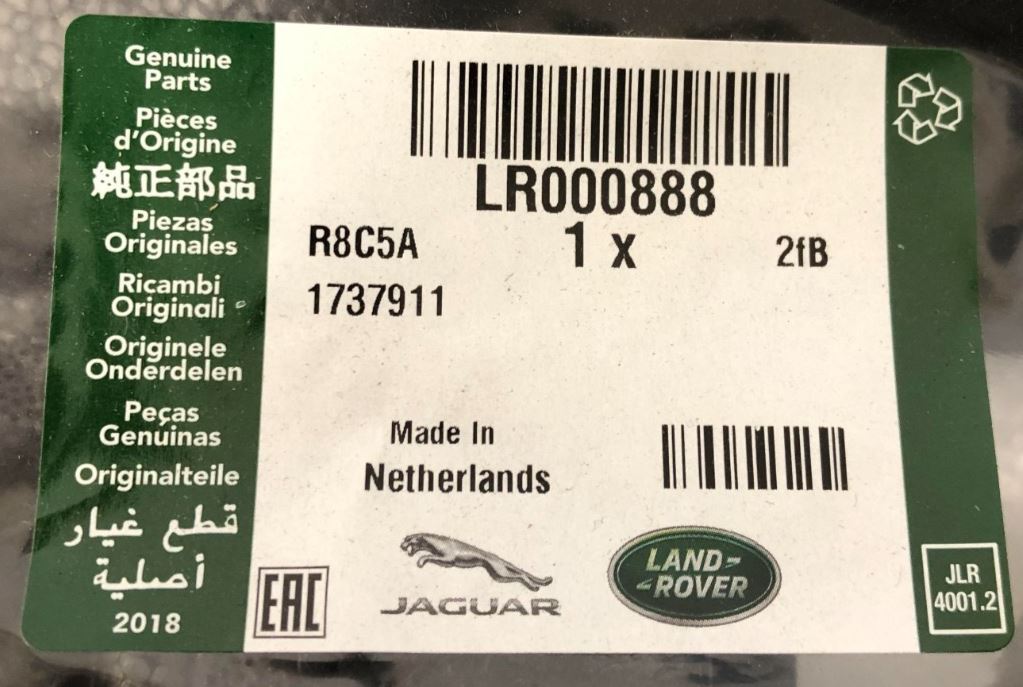 Genuine
Parts
Pièces
d'Origine
純正部品
Piezas
Originales
Ricambi
Originali
Originele
Onderdelen
Peças
Genuinas
Originalteile
قطع غيار
أصلية
2018
LR000888
R8C5A
1 x
2fB
1737911
Made In
Netherlands
EAC
JAGUAR
LAND-
-ROVER
JLR
4001.2